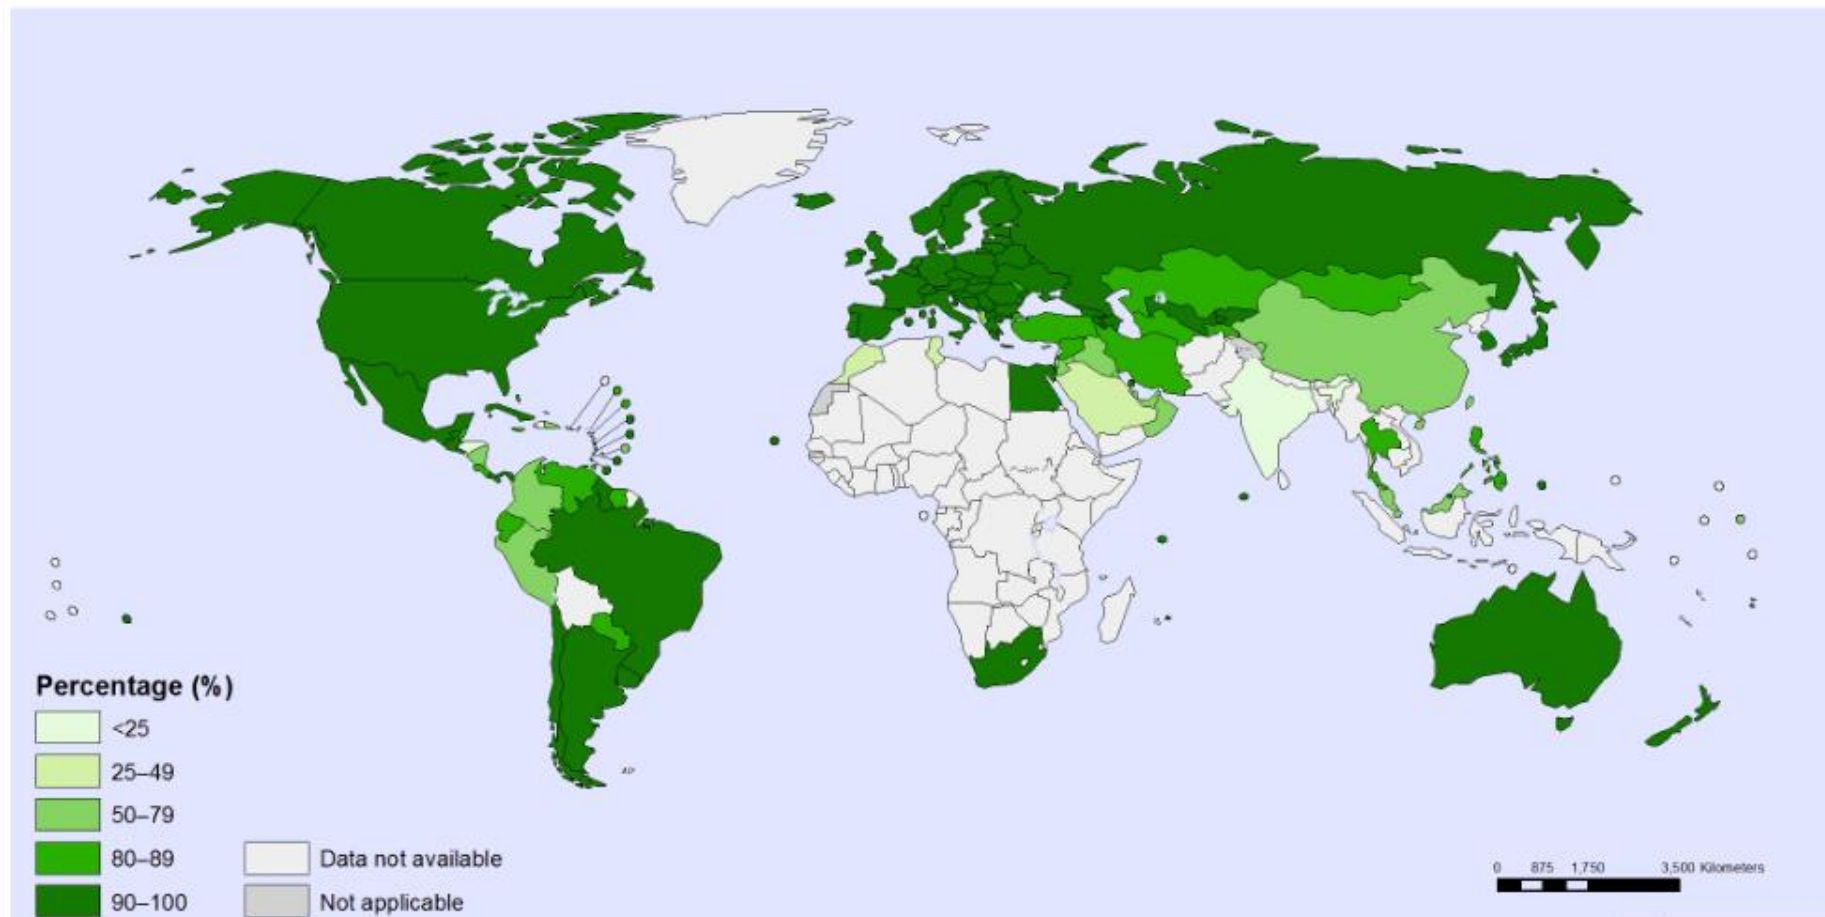 Percentage (%)
<25
25–49
50–79
80–89
90–100
Data not available
Not applicable
0 875 1,750 3,500 Kilometers